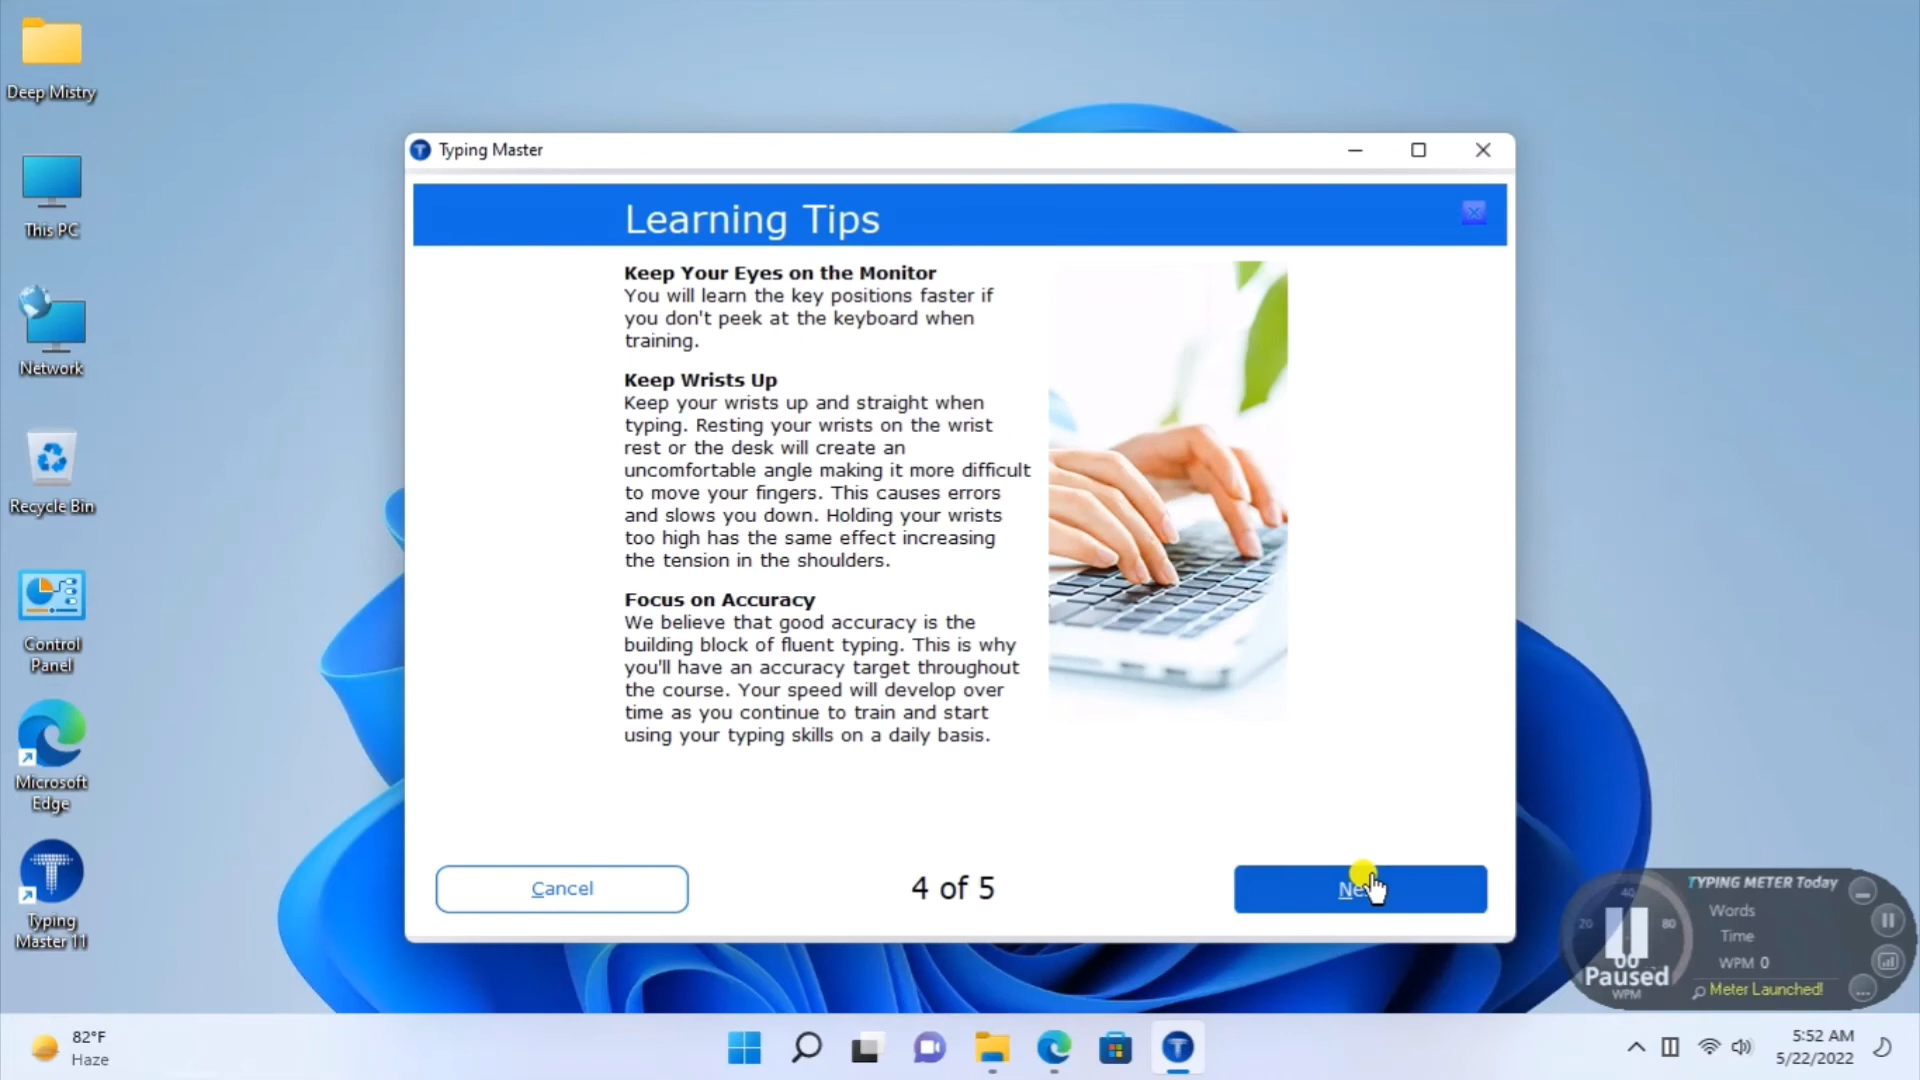 Deep Mistry
This PC
Network
Recycle Bin
Control
Panel
Microsoft
Edge
Typing
Master 11
Typing Master
Learning Tips
Keep Your Eyes on the Monitor
You will learn the key positions faster if
you don't peek at the keyboard when
training.
Keep Wrists Up
Keep your wrists up and straight when
typing. Resting your wrists on the wrist
rest or the desk will create an
uncomfortable angle making it more difficult
to move your fingers. This causes errors
and slows you down. Holding your wrists
too high has the same effect increasing
the tension in the shoulders.
Focus on Accuracy
We believe that good accuracy is the
building block of fluent typing. This is why
you'll have an accuracy target throughout
the course. Your speed will develop over
time as you continue to train and start
using your typing skills on a daily basis.
Cancel
4 of 5
TYPING METER Today
Words
Time
WPM 0
Meter Launched!
20
40
80
00
Paused
WPM
82°F
Haze
5:52 AM
5/22/2022